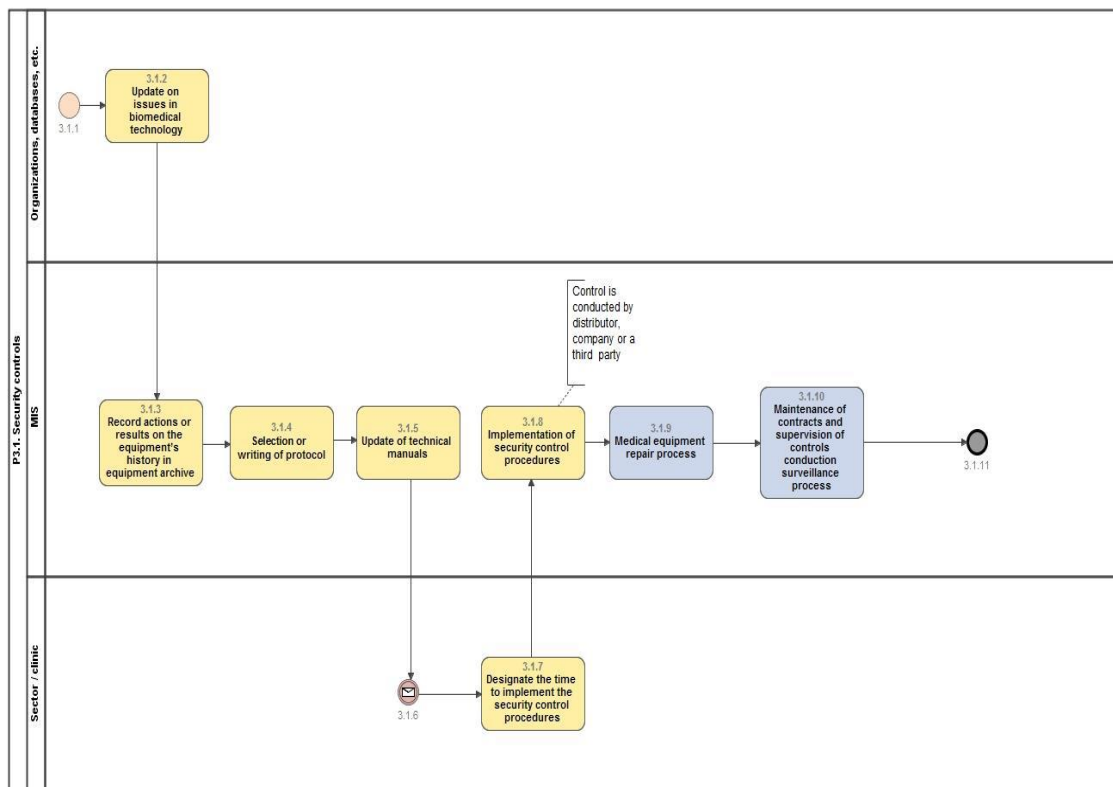 P3.1. Security controls
Organizations, databases, etc.
3.1.1
3.1.2
Update on
issues in
biomedical
technology
MIS
3.1.3
Record actions or
results on the
equipment's
history in
equipment archive
3.1.4
Selection or
writing of protocol
3.1.5
Update of technical
manuals
Control is
conducted by
distributor,
company or a
third party
3.1.8
Implementation of
security control
procedures
3.1.9
Medical equipment
repair process
3.1.10
Maintenance of
contracts and
supervision of
controls
conduction
surveillance
process
3.1.11
Sector / clinic
3.1.6
3.1.7
Designate the time
to implement the
security control
procedures